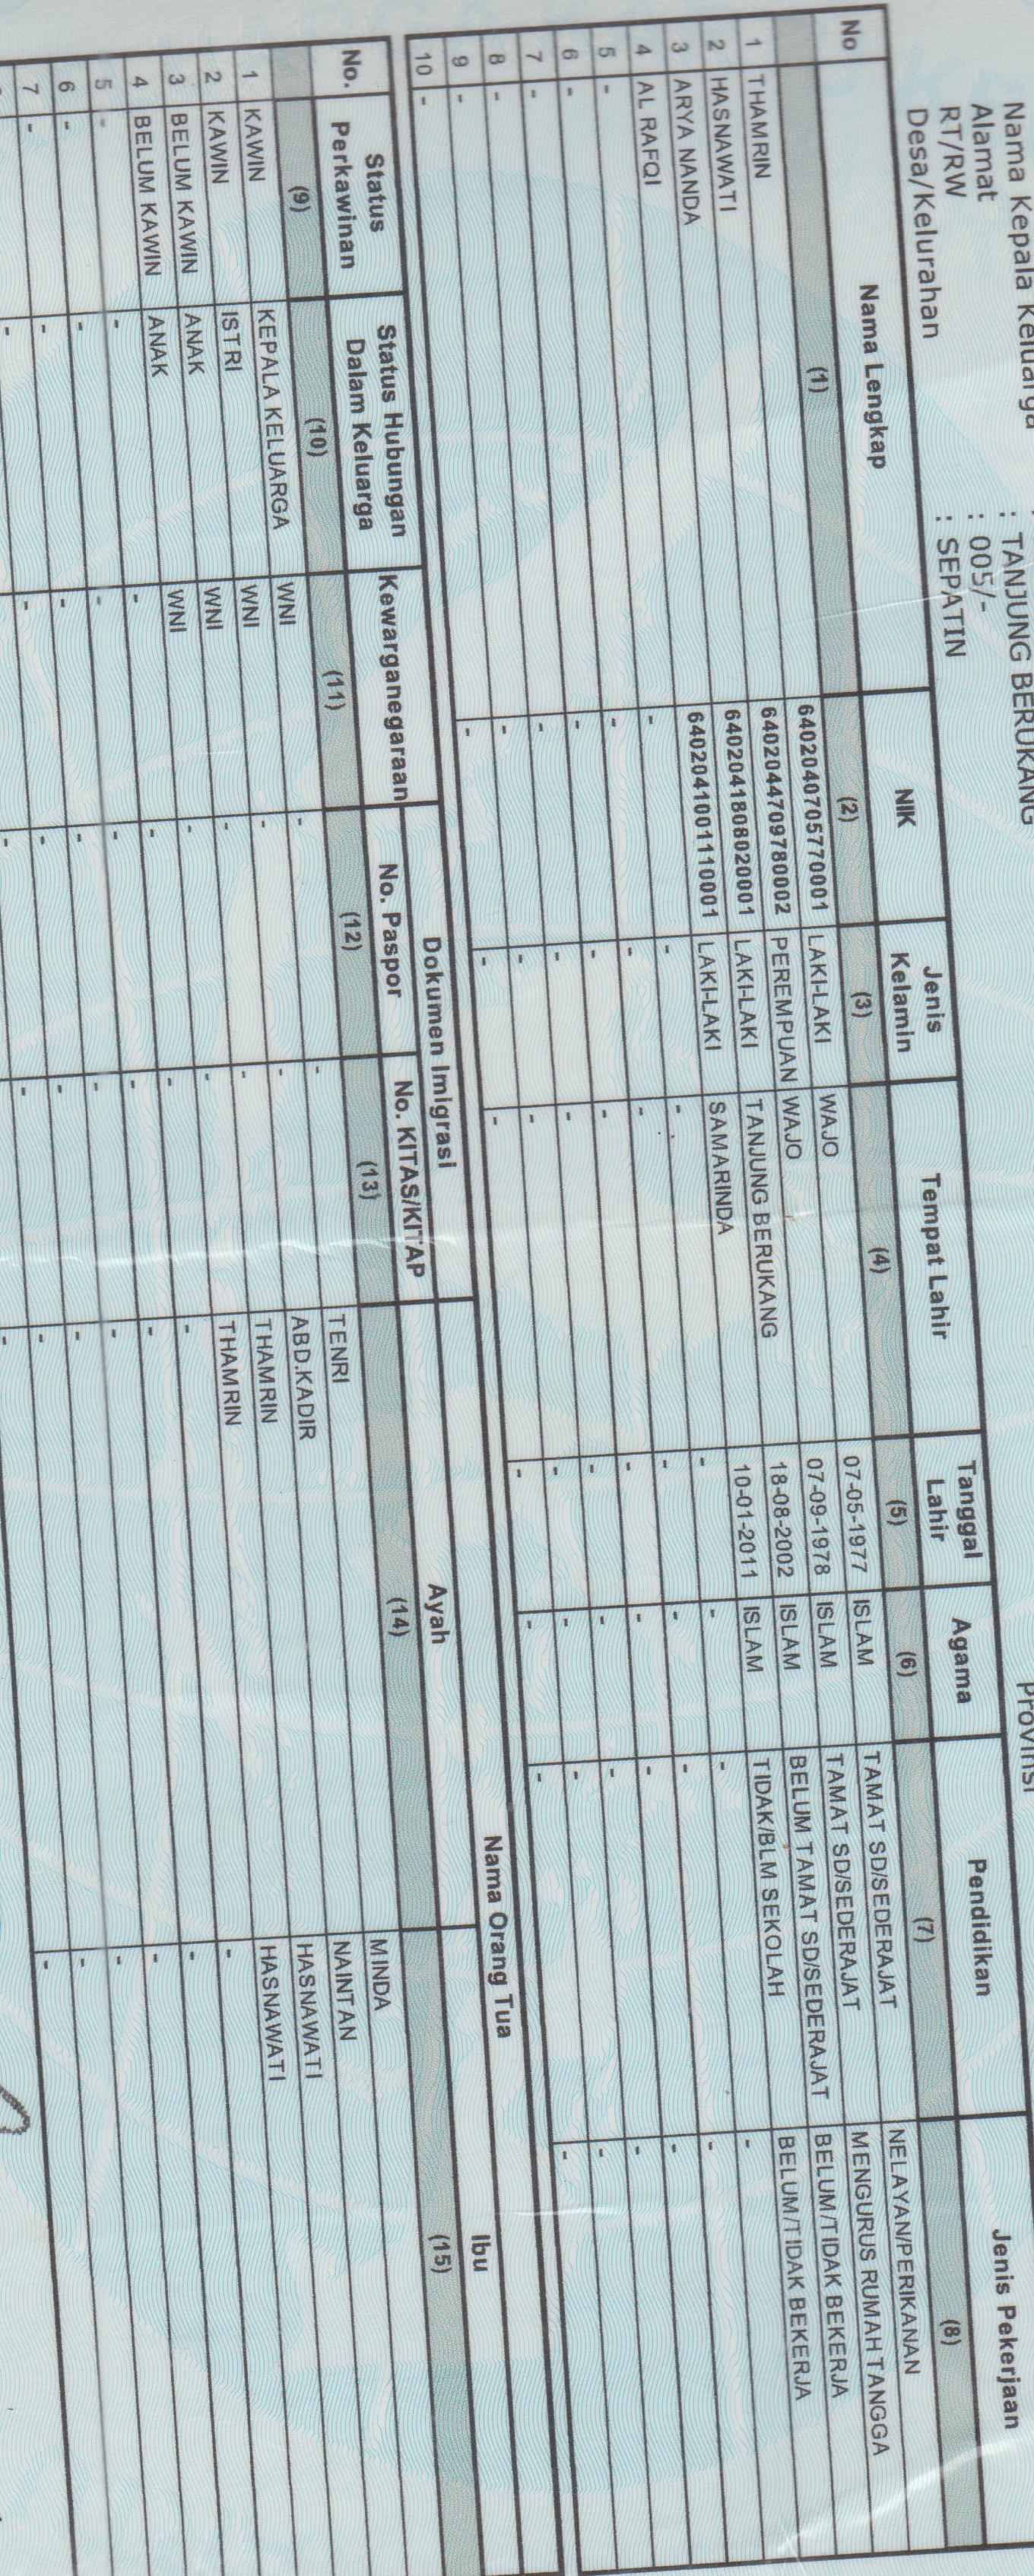 Nama Kepala Keluarga :
Alamat : TANJUNG BERUKANG
RT/RW : 005/-
Desa/Kelurahan : SEPATIN
Provinsi
No Nama Lengkap NIK Jenis Kelamin Tempat Lahir Tanggal Lahir Agama Pendidikan Jenis Pekerjaan
(1) (2) (3) (4) (5) (6) (7) (8)
1 THAMRIN 6402040705770001 LAKI-LAKI WAJO 07-05-1977 ISLAM TAMAT SD/SEDERAJAT NELAYAN/PERIKANAN
2 HASNAWATI 6402044709780002 PEREMPUAN WAJO 07-09-1978 ISLAM TAMAT SD/SEDERAJAT MENGURUS RUMAH TANGGA
3 ARYA NANDA 6402041808020001 LAKI-LAKI TANJUNG BERUKANG 18-08-2002 ISLAM BELUM TAMAT SD/SEDERAJAT BELUM/TIDAK BEKERJA
4 AL RAFQI 6402041001110001 LAKI-LAKI SAMARINDA 10-01-2011 ISLAM TIDAK/BLM SEKOLAH BELUM/TIDAK BEKERJA
5 - - - - - - - -
6 - - - - - - - -
7 - - - - - - - -
8 - - - - - - - -
9 - - - - - - - -
10 - - - - - - - -
No. Status Perkawinan Status Hubungan Dalam Keluarga Kewarganegaraan Dokumen Imigrasi Nama Orang Tua
No. Paspor No. KITAS/KITAP Ayah Ibu
(9) (10) (11) (12) (13) (14) (15)
1 KAWIN KEPALA KELUARGA WNI - - TENRI MINDA
2 KAWIN ISTRI WNI - - ABD.KADIR NAINTAN
3 BELUM KAWIN ANAK WNI - - THAMRIN HASNAWATI
4 BELUM KAWIN ANAK WNI - - THAMRIN HASNAWATI
5 - - - - - - -
6 - - - - - - -
7 - - - - - - -